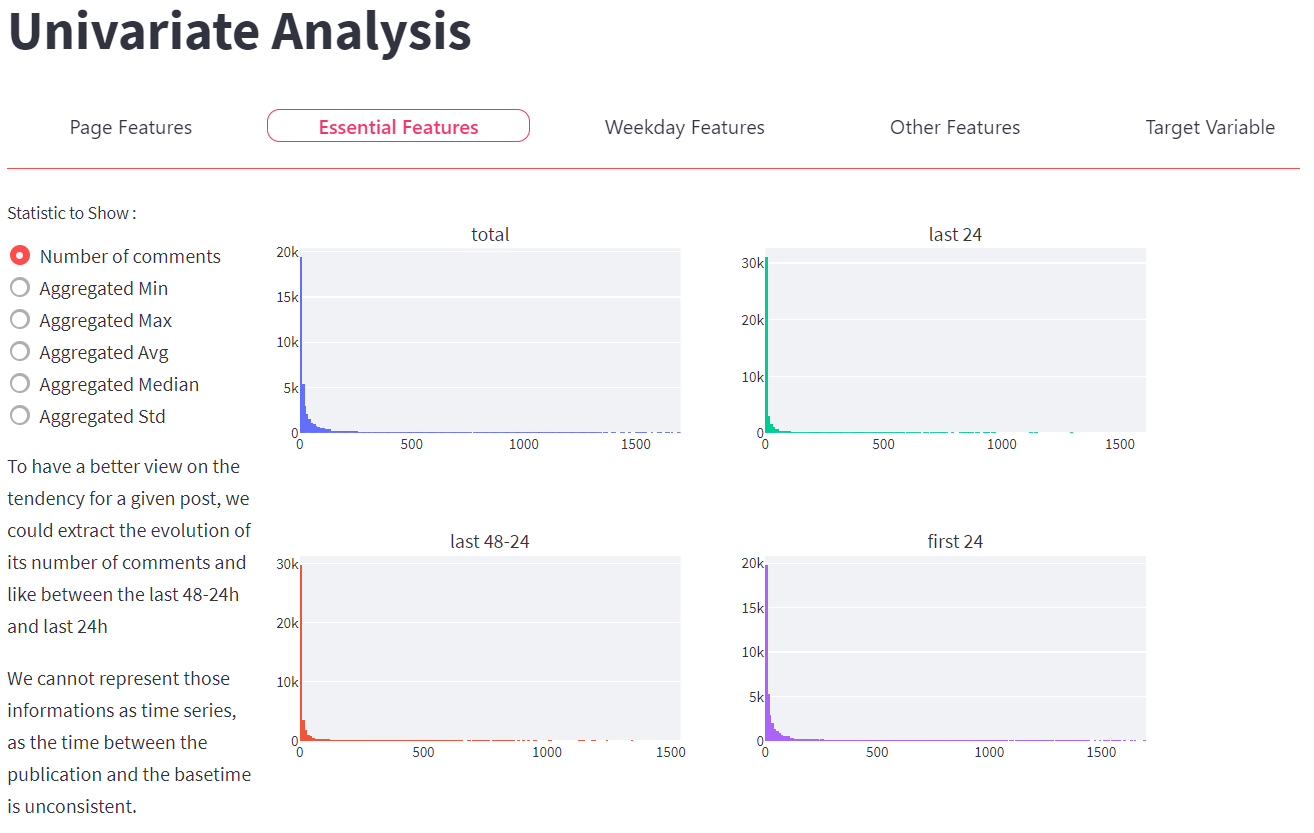 Univariate Analysis
Page Features
Essential Features
Weekday Features
Other Features
Target Variable
Statistic to Show :
Number of comments
Aggregated Min
Aggregated Max
Aggregated Avg
Aggregated Median
Aggregated Std
To have a better view on the
tendency for a given post, we
could extract the evolution of
its number of comments and
like between the last 48-24h
and last 24h
We cannot represent those
informations as time series,
as the time between the
publication and the basetime
is unconsistent.
total
20k
15k
10k
5k
0
0 500 1000 1500
last 24
30k
20k
10k
0
0 500 1000 1500
last 48-24
30k
20k
10k
0
0 500 1000 1500
first 24
20k
15k
10k
5k
0
0 500 1000 1500